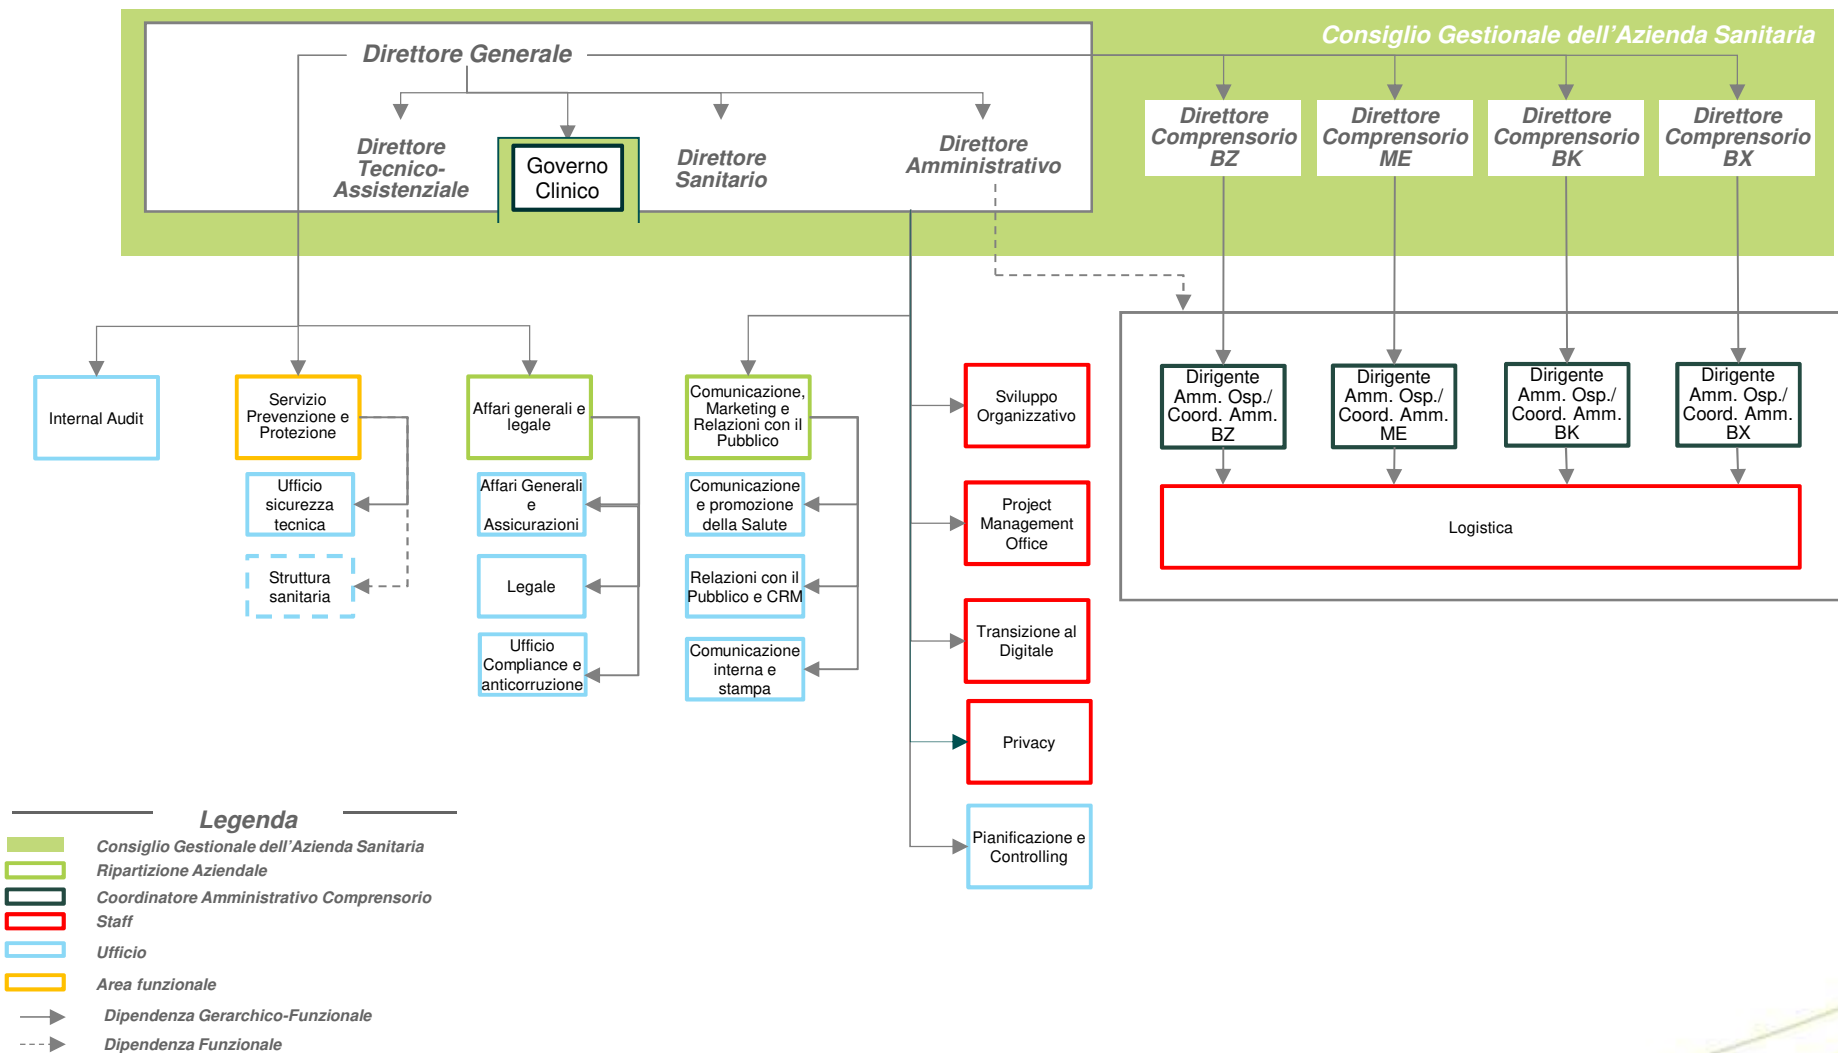 Consiglio Gestionale dell'Azienda Sanitaria
Direttore Generale
Direttore
Tecnico-
Assistenziale
Governo
Clinico
Direttore
Sanitario
Direttore
Amministrativo
Direttore
Comprensorio
BZ
Direttore
Comprensorio
ME
Direttore
Comprensorio
BK
Direttore
Comprensorio
BX
Internal Audit
Servizio
Prevenzione e
Protezione
Ufficio
sicurezza
tecnica
Struttura
sanitaria
Affari generali e
legale
Affari Generali
e
Assicurazioni
Legale
Ufficio
Compliance e
anticorruzione
Comunicazione,
Marketing e
Relazioni con il
Pubblico
Comunicazione
e promozione
della Salute
Relazioni con il
Pubblico e CRM
Comunicazione
interna e
stampa
Sviluppo
Organizzativo
Project
Management
Office
Transizione al
Digitale
Privacy
Pianificazione e
Controlling
Dirigente
Amm. Osp./
Coord. Amm.
BZ
Dirigente
Amm. Osp./
Coord. Amm.
ME
Dirigente
Amm. Osp./
Coord. Amm.
BK
Dirigente
Amm. Osp./
Coord. Amm.
BX
Logistica
Legenda
Consiglio Gestionale dell'Azienda Sanitaria
Ripartizione Aziendale
Coordinatore Amministrativo Comprensorio
Staff
Ufficio
Area funzionale
Dipendenza Gerarchico-Funzionale
Dipendenza Funzionale